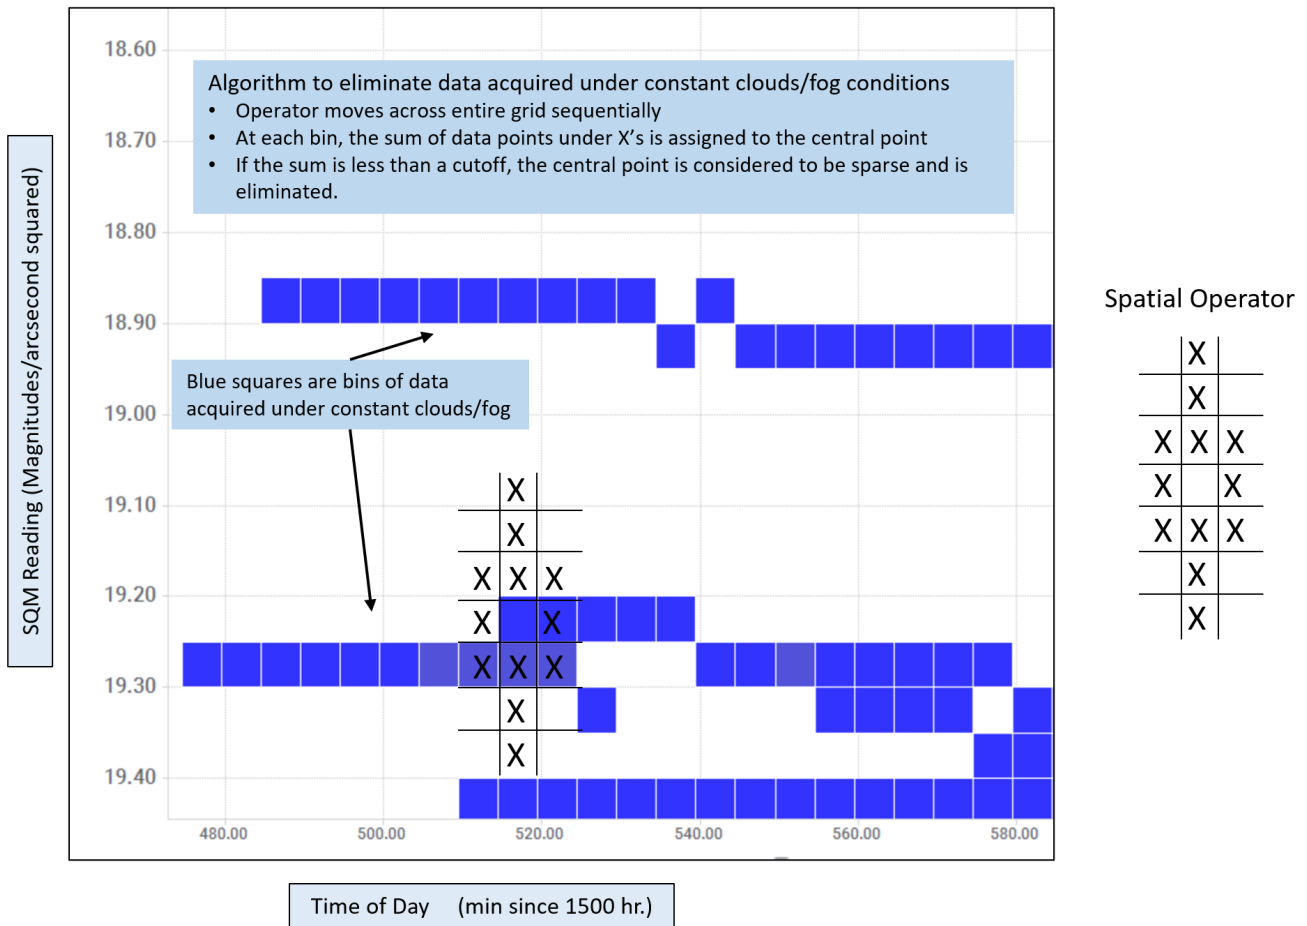 18.60
Algorithm to eliminate data acquired under constant clouds/fog conditions
• Operator moves across entire grid sequentially
• At each bin, the sum of data points under X's is assigned to the central point
• If the sum is less than a cutoff, the central point is considered to be sparse and is
eliminated.
18.70
18.80
18.90
19.00
19.10
19.20
19.30
19.40
SQM Reading (Magnitudes/arcsecond squared)
Blue squares are bins of data
acquired under constant clouds/fog
X
X
X X X
X X
X X X
X
X
480.00 500.00 520.00 540.00 560.00 580.00
Time of Day (min since 1500 hr.)
Spatial Operator
X
X
X X X
X X
X X X
X
X